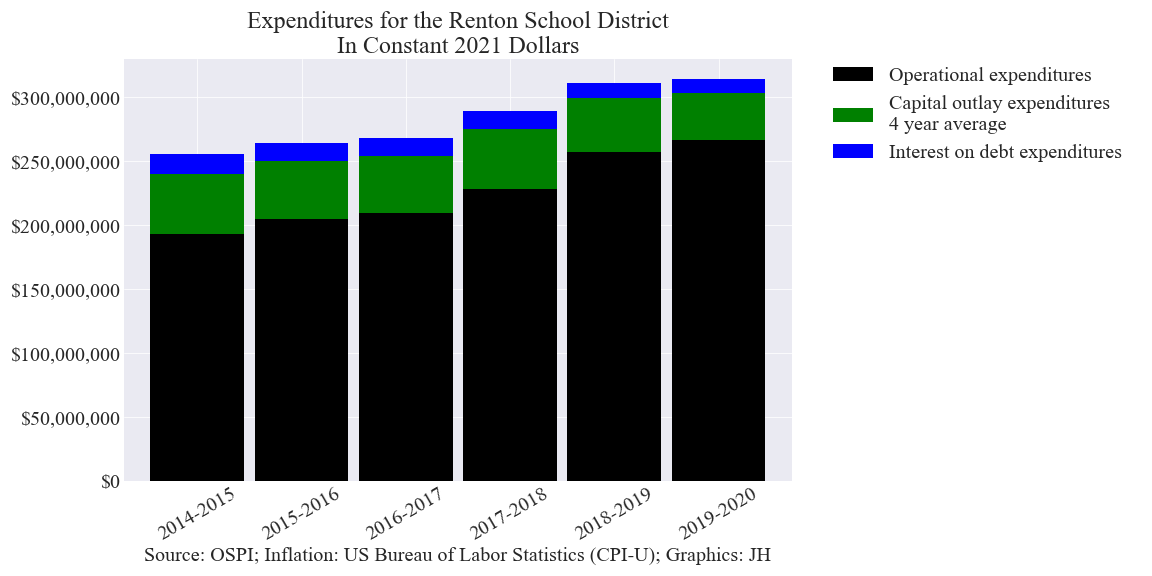 Expenditures for the Renton School District
In Constant 2021 Dollars
Operational expenditures
Capital outlay expenditures
4 year average
Interest on debt expenditures
$300,000,000
$250,000,000
$200,000,000
$150,000,000
$100,000,000
$50,000,000
$0
2014-2015
2015-2016
2016-2017
2017-2018
2018-2019
2019-2020
Source: OSPI; Inflation: US Bureau of Labor Statistics (CPI-U); Graphics: JH